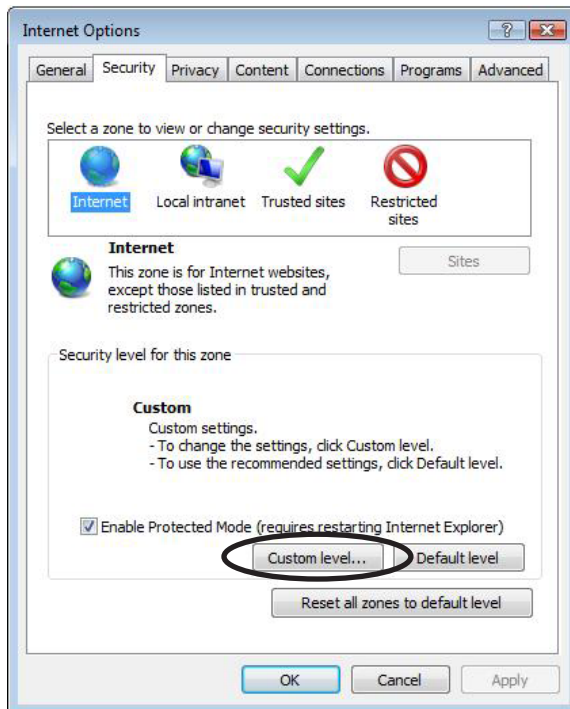 Internet Options
General Security Privacy Content Connections Programs Advanced
Select a zone to view or change security settings.
Internet Local intranet Trusted sites Restricted sites
Internet
This zone is for Internet websites,
except those listed in trusted and
restricted zones.
Sites
Security level for this zone
Custom
Custom settings.
- To change the settings, click Custom level.
- To use the recommended settings, click Default level.
Enable Protected Mode (requires restarting Internet Explorer)
Custom level... Default level
Reset all zones to default level
OK Cancel Apply